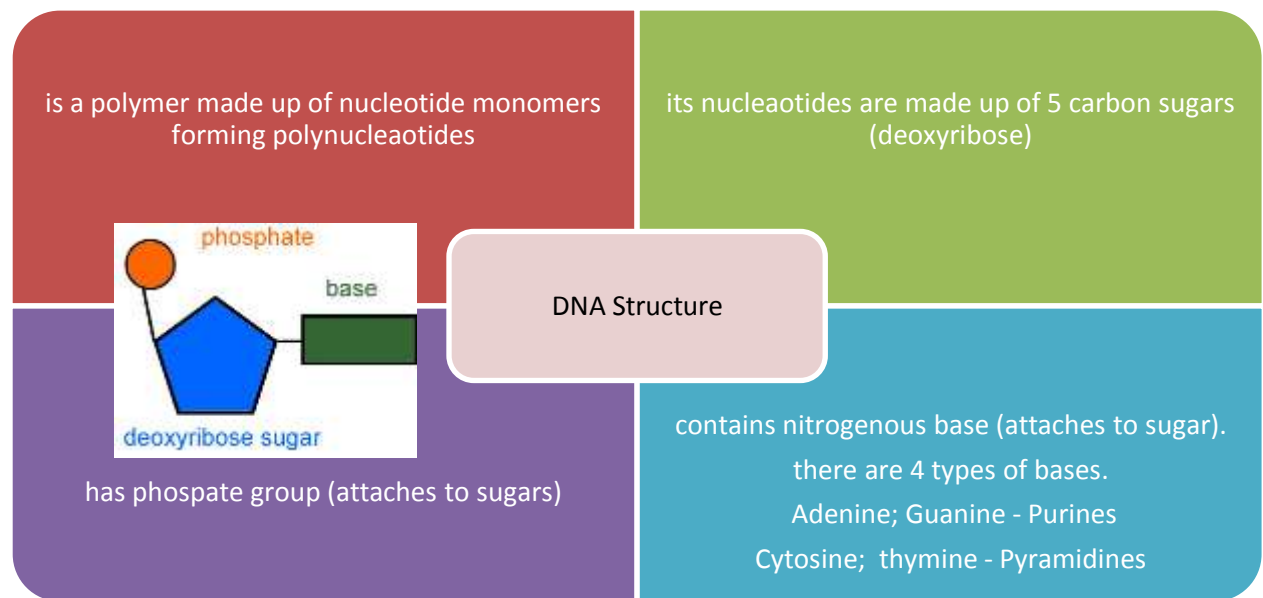 is a polymer made up of nucleotide monomers
forming polynucleaotides
its nucleaotides are made up of 5 carbon sugars
(deoxyribose)
phosphate
base
deoxyribose sugar
DNA Structure
has phospate group (attaches to sugars)
contains nitrogenous base (attaches to sugar).
there are 4 types of bases.
Adenine; Guanine - Purines
Cytosine; thymine - Pyramidines